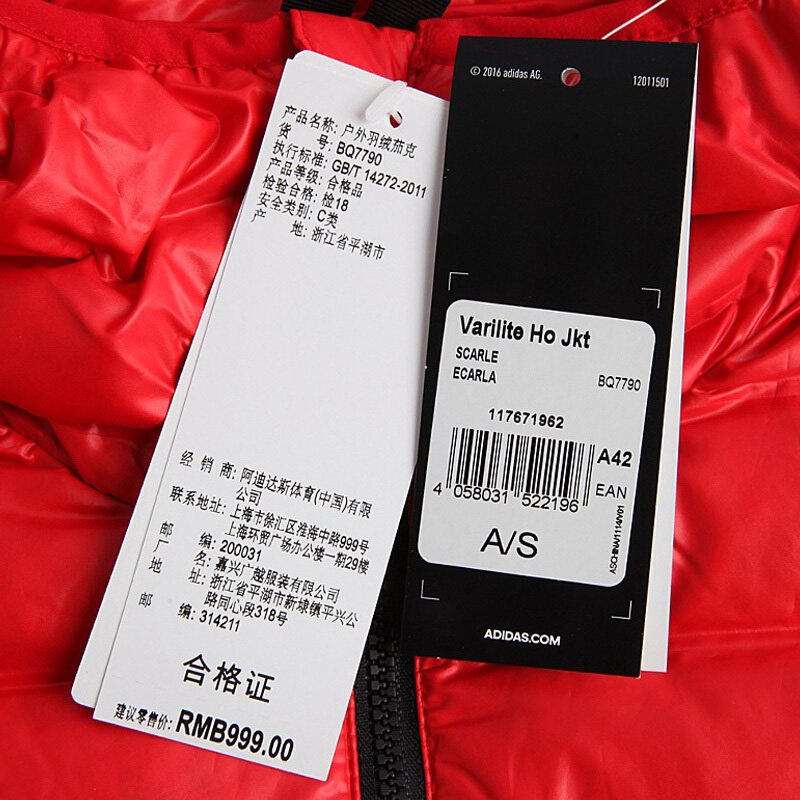 产品名称: 户外羽绒茄克
货 号: BQ7790
执行标准: GB/T 14272-2011
产品等级: 合格品
检验合格: 检18
安全类别: C类
产 地: 浙江省平湖市
经 销 商: 阿迪达斯体育(中国)有限
公司
联系地址: 上海市徐汇区淮海中路999号
上海环贸广场办公楼一期29楼
邮 编: 200031
厂 名: 嘉兴广越服装有限公司
地 址: 浙江省平湖市新埭镇平兴公
路同心段318号
邮 编: 314211
合格证
建议零售价: RMB999.00
© 2016 adidas AG.
12011501
Varilite Ho Jkt
SCARLE
ECARLA
BQ7790
117671962
A42
4 058031 522196
EAN
A/S
ASCHINA/1114/V01
ADIDAS.COM